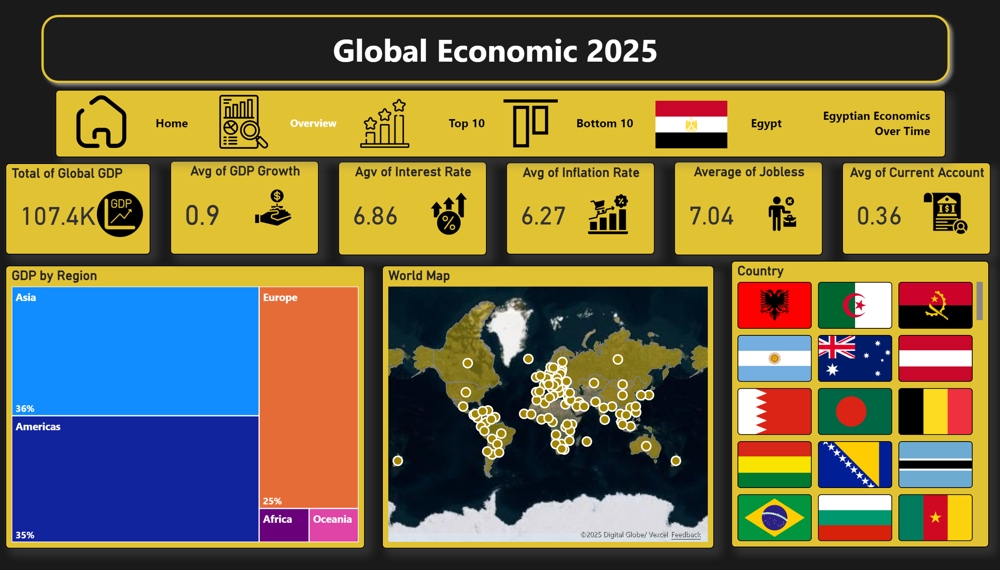 Global Economic 2025
Home
Overview
Top 10
Bottom 10
Egypt
Egyptian Economics
Over Time
Total of Global GDP
107.4K
GDP
Avg of GDP Growth
0.9
$
Agv of Interest Rate
6.86
%
Avg of Inflation Rate
6.27
%
Average of Jobless
7.04
Avg of Current Account
0.36
$
GDP by Region
Asia
36%
Americas
35%
Europe
25%
Africa
Oceania
World Map
©2025 Digital Globe/ Vexcel Feedback
Country